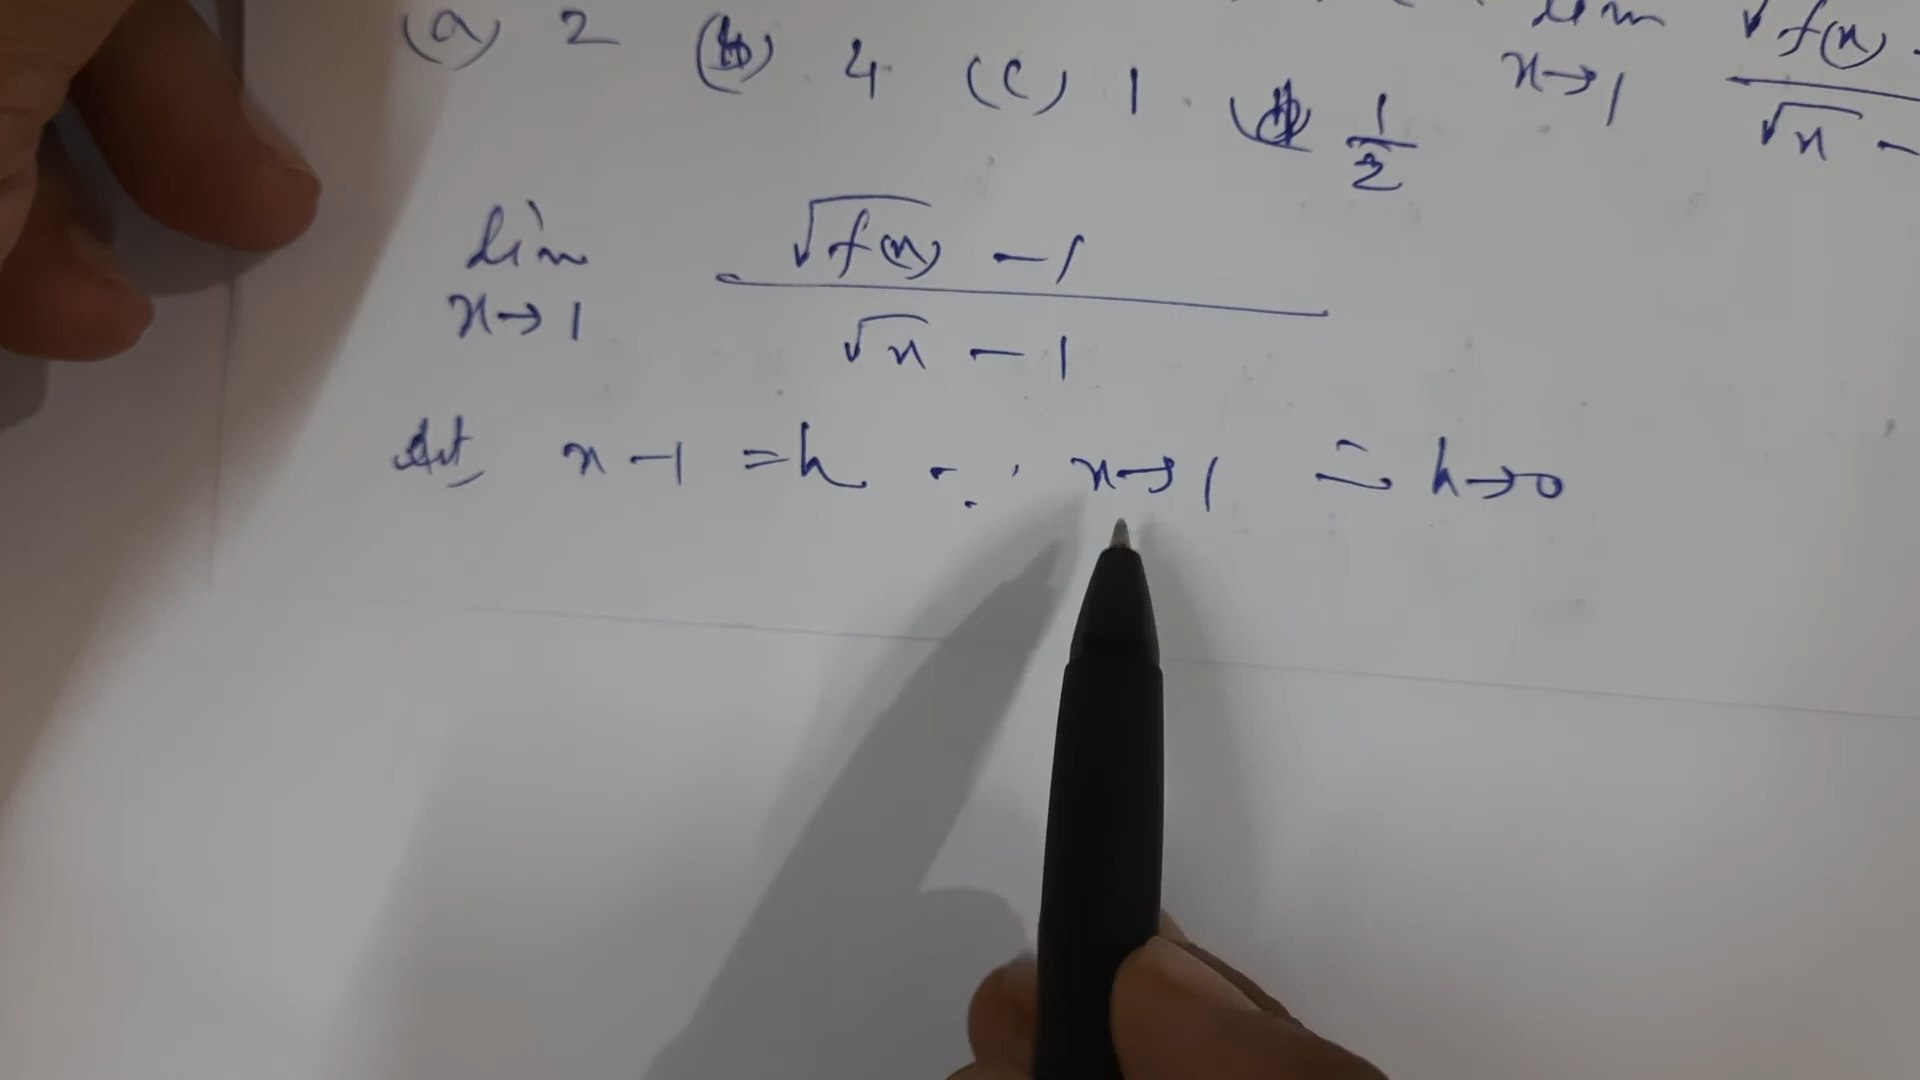 (a) 2 (b) 4 (c) 1 (d) 1/2
lim x→1 √f(x)
√x -
lim x→1 (√f(x) - 1)/(√x - 1)
Let x - 1 = h ∵ x→1 ∴ h→0